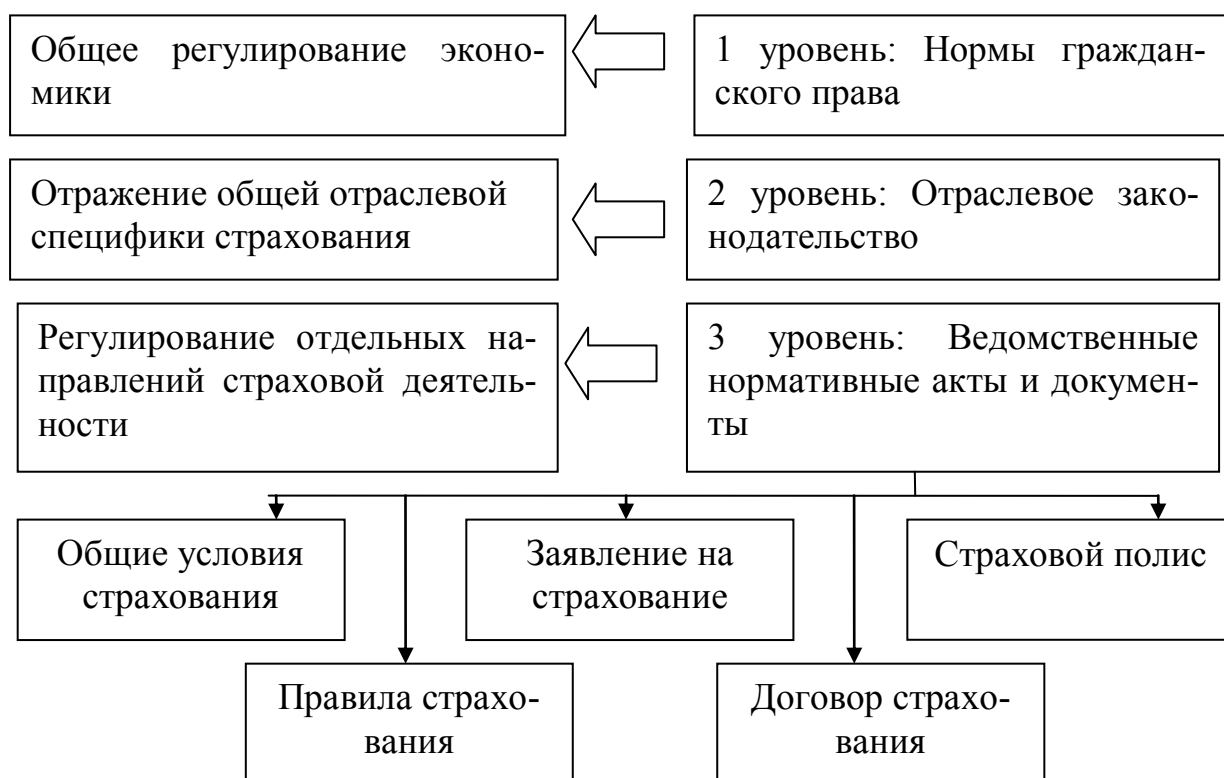 Общее регулирование эконо-
мики
1 уровень: Нормы граждан-
ского права
Отражение общей отраслевой
специфики страхования
2 уровень: Отраслевое зако-
нодательство
Регулирование отдельных на-
правлений страховой деятель-
ности
3 уровень: Ведомственные
нормативные акты и докумен-
ты
Общие условия
страхования
Заявление на
страхование
Страховой полис
Правила страхо-
вания
Договор страхо-
вания